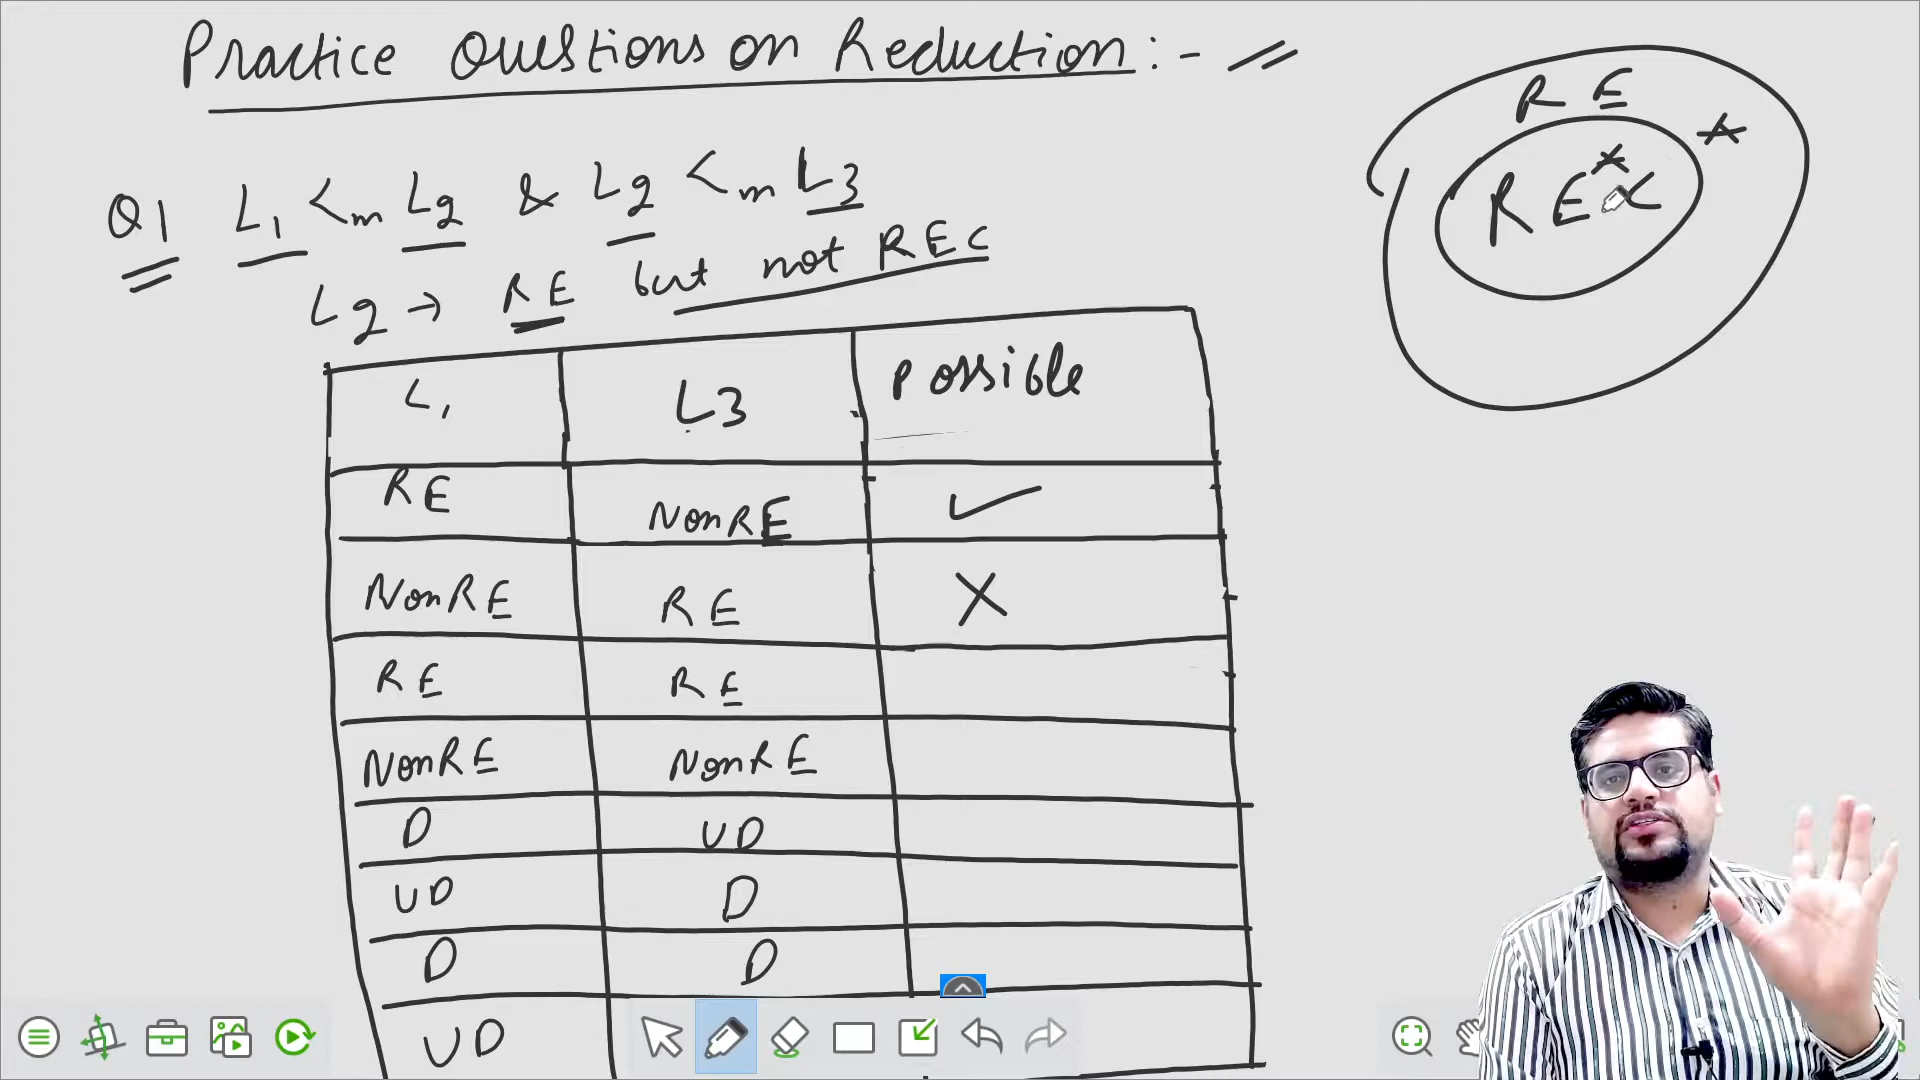 Practice Questions on Reduction :-
Q1 L1 <m L2 & L2 <m L3
L2 → RE but not REC
L1 L3 Possible
RE NonRE ✓
NonRE RE X
RE RE
NonRE NonRE
D UD
UD D
D D
UD
RE
REC